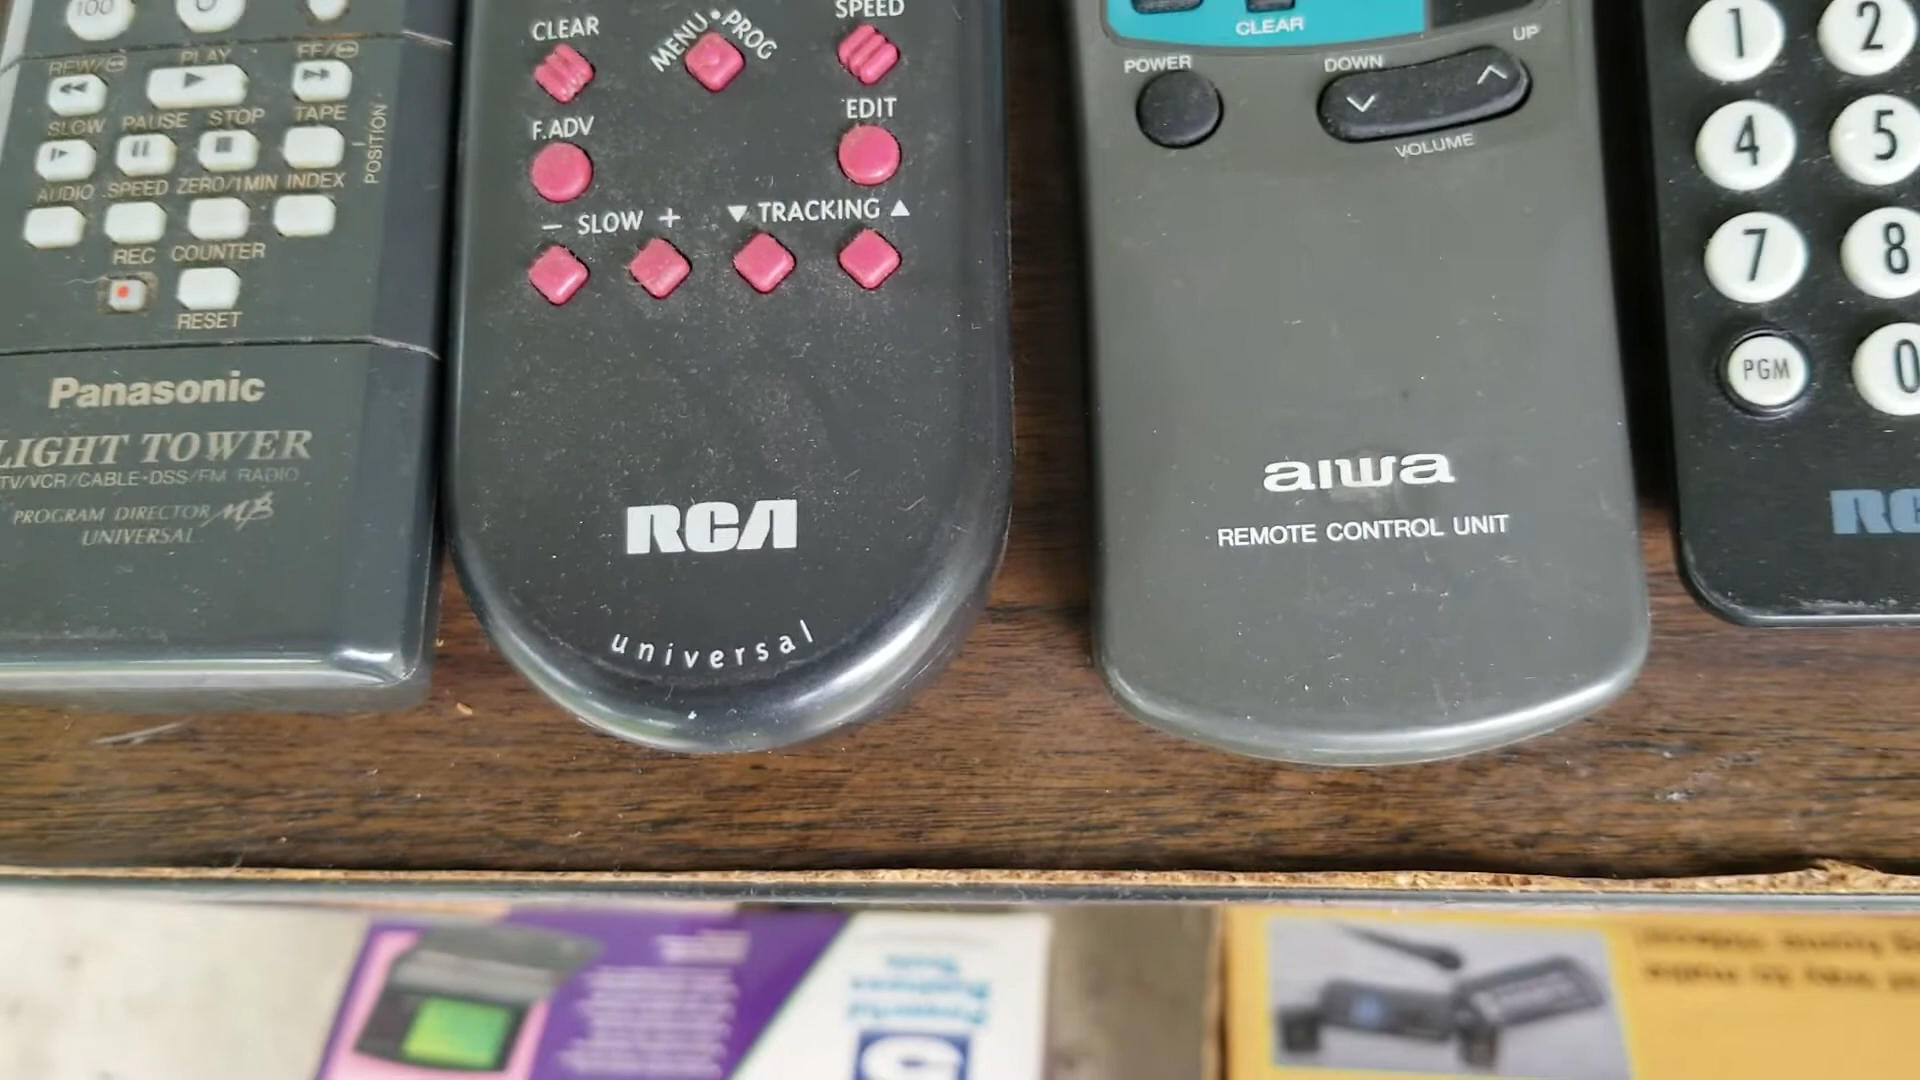 100
REW/
PLAY
FF/
SLOW PAUSE STOP TAPE
POSITION
AUDIO SPEED ZERO/1MIN INDEX
REC COUNTER
RESET
Panasonic
LIGHT TOWER
TV/VCR/CABLE•DSS/FM RADIO
PROGRAM DIRECTOR
UNIVERSAL
CLEAR
MENU•PROG
SPEED
F.ADV
EDIT
− SLOW +
▼ TRACKING ▲
RCA
universal
CLEAR
POWER
DOWN
UP
VOLUME
aiwa
REMOTE CONTROL UNIT
1 2
4 5
7 8
PGM 0
RC
5